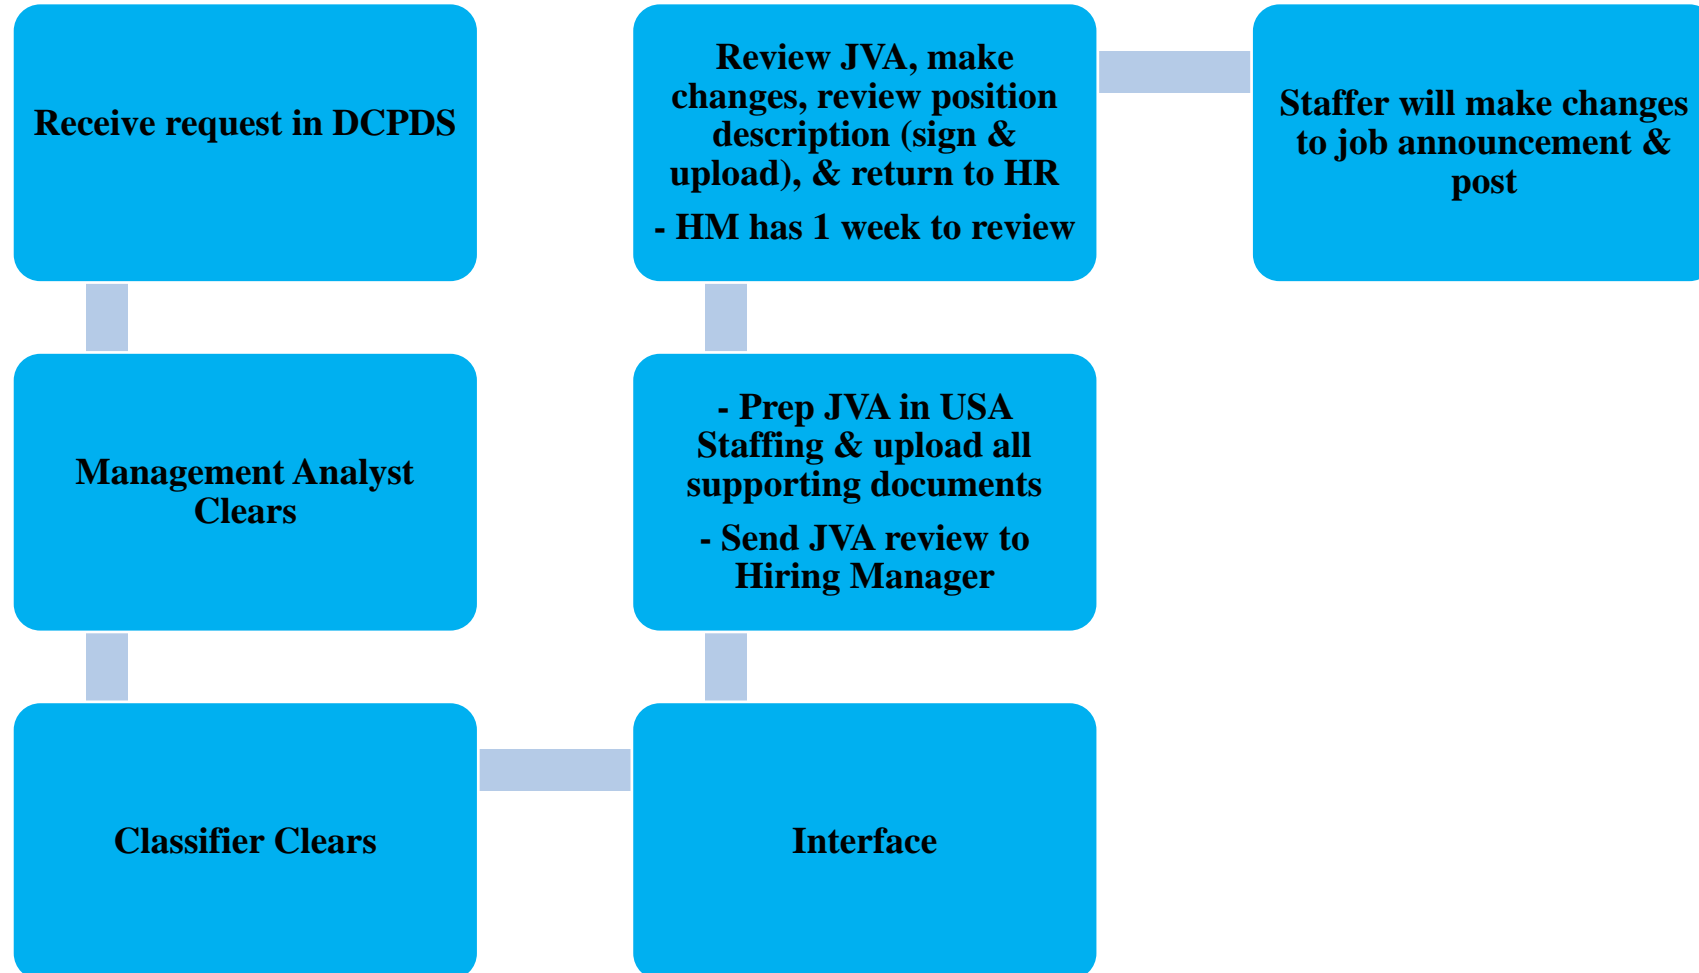 Receive request in DCPDS
Management Analyst
Clears
Classifier Clears
Interface
- Prep JVA in USA
Staffing & upload all
supporting documents
- Send JVA review to
Hiring Manager
Review JVA, make
changes, review position
description (sign &
upload), & return to HR
- HM has 1 week to review
Staffer will make changes
to job announcement &
post